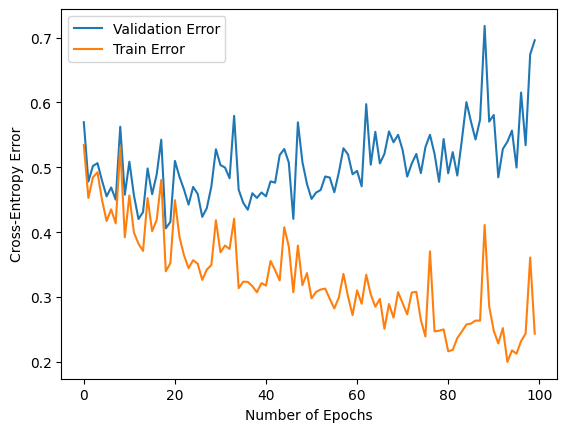 Validation Error
Train Error
Cross-Entropy Error
0.7
0.6
0.5
0.4
0.3
0.2
0 20 40 60 80 100
Number of Epochs